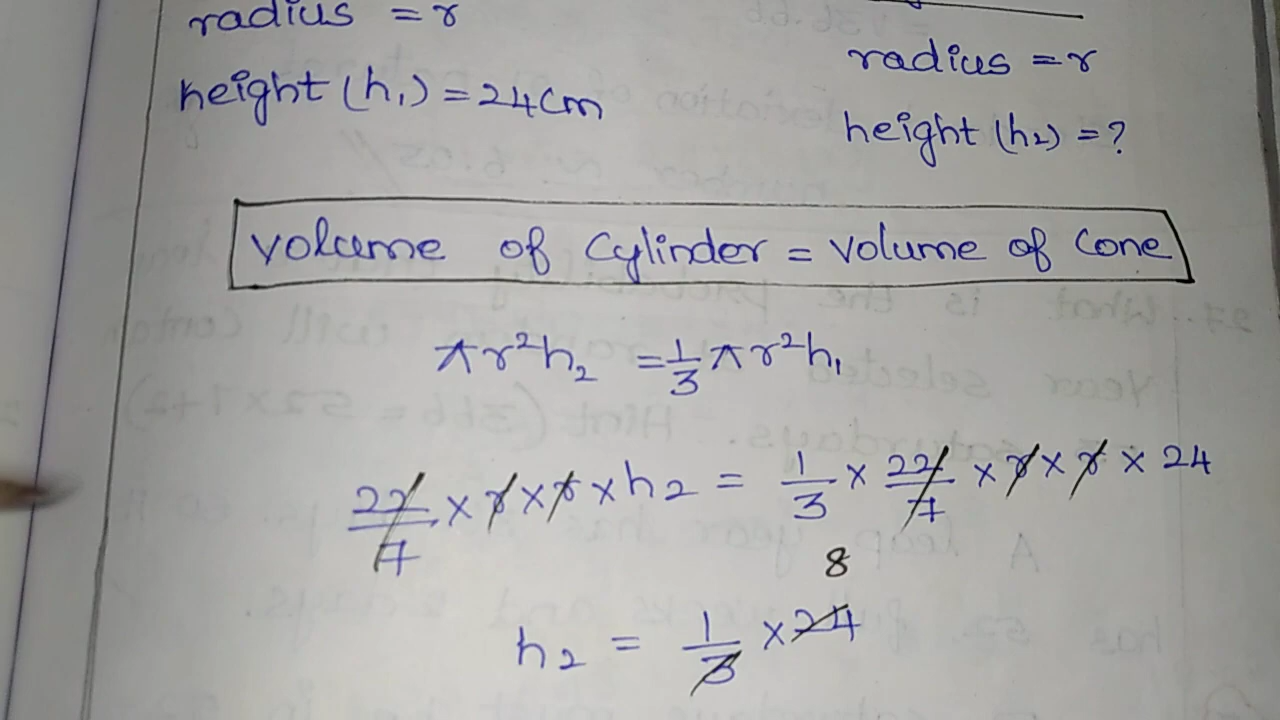 radius = r
height (h₁) = 24cm
radius = r
height (h₂) = ?
Volume of Cylinder = Volume of Cone
πr²h₂ = 1/3 πr²h₁
22/7 × r × r × h₂ = 1/3 × 22/7 × r × r × 24
8
h₂ = 1/3 × 24